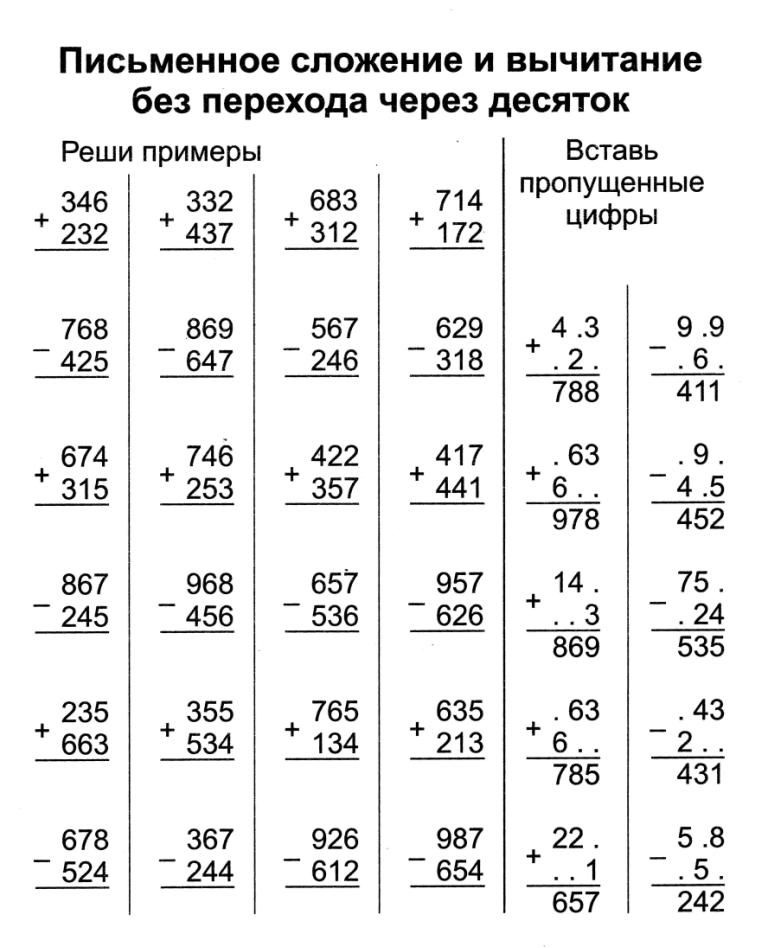 Письменное сложение и вычитание
без перехода через десяток
Реши примеры
Вставь
пропущенные
цифры
+ 346 + 332 + 683 + 714
232 437 312 172
- 768 - 869 - 567 - 629 + 4 .3 - 9 .9
425 647 246 318 . 2 . . 6 .
788 411
+ 674 + 746 + 422 + 417 + . 63 - . 9 .
315 253 357 441 6 . . 4 .5
978 452
- 867 - 968 - 657 - 957 + 14 . - 75 .
245 456 536 626 . . 3 . 24
869 535
+ 235 + 355 + 765 + 635 + . 63 - . 43
663 534 134 213 6 . . 2 . .
785 431
- 678 - 367 - 926 - 987 + 22 . - 5 .8
524 244 612 654 . . 1 . 5 .
657 242